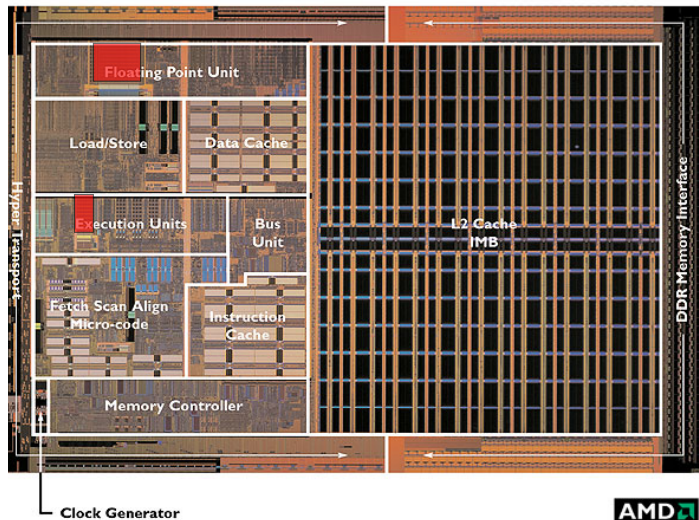 Floating Point Unit
Load/Store
Data Cache
Hyper Transport
Execution Units
Bus
Unit
L2 Cache
IMB
DDR Memory Interface
Fetch Scan Align
Micro-code
Instruction
Cache
Memory Controller
Clock Generator
AMD